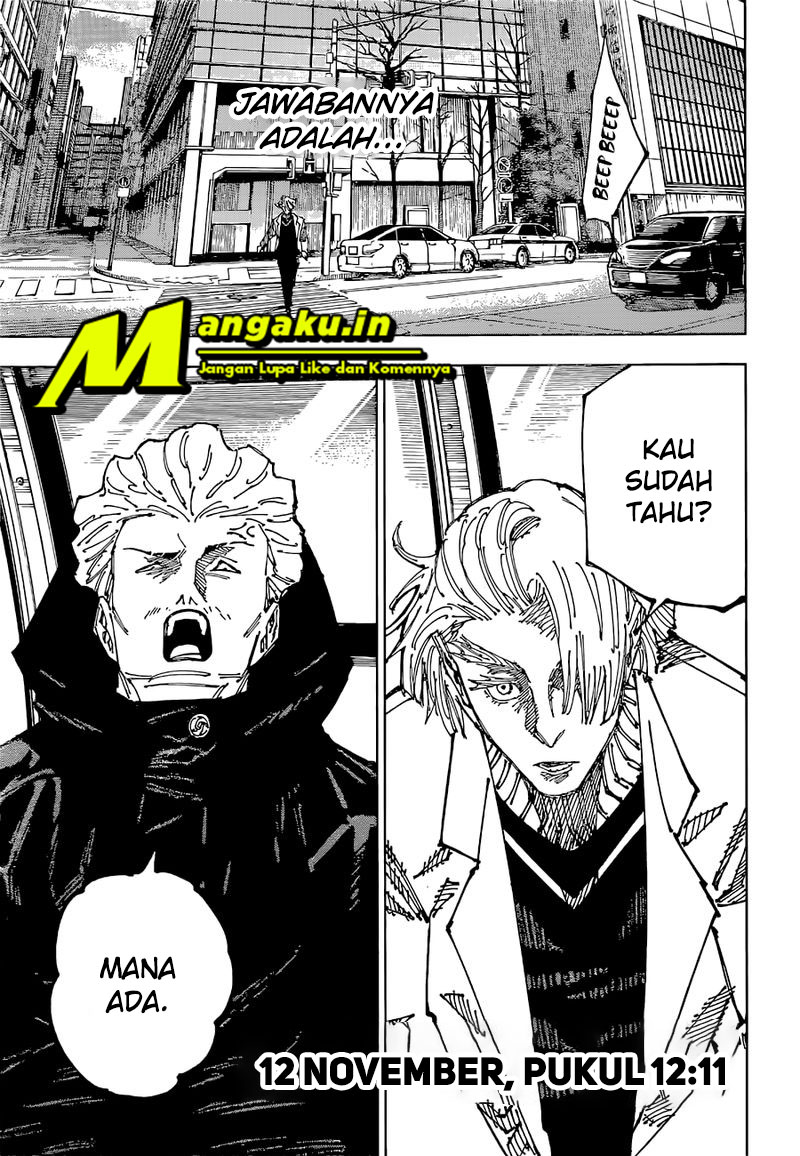 JAWABANNYA
ADALAH...
BEEP BEEEP
Mangaku.in
Jangan Lupa Like dan Komennya
KAU
SUDAH
TAHU?
MANA
ADA.
12 NOVEMBER, PUKUL 12:11